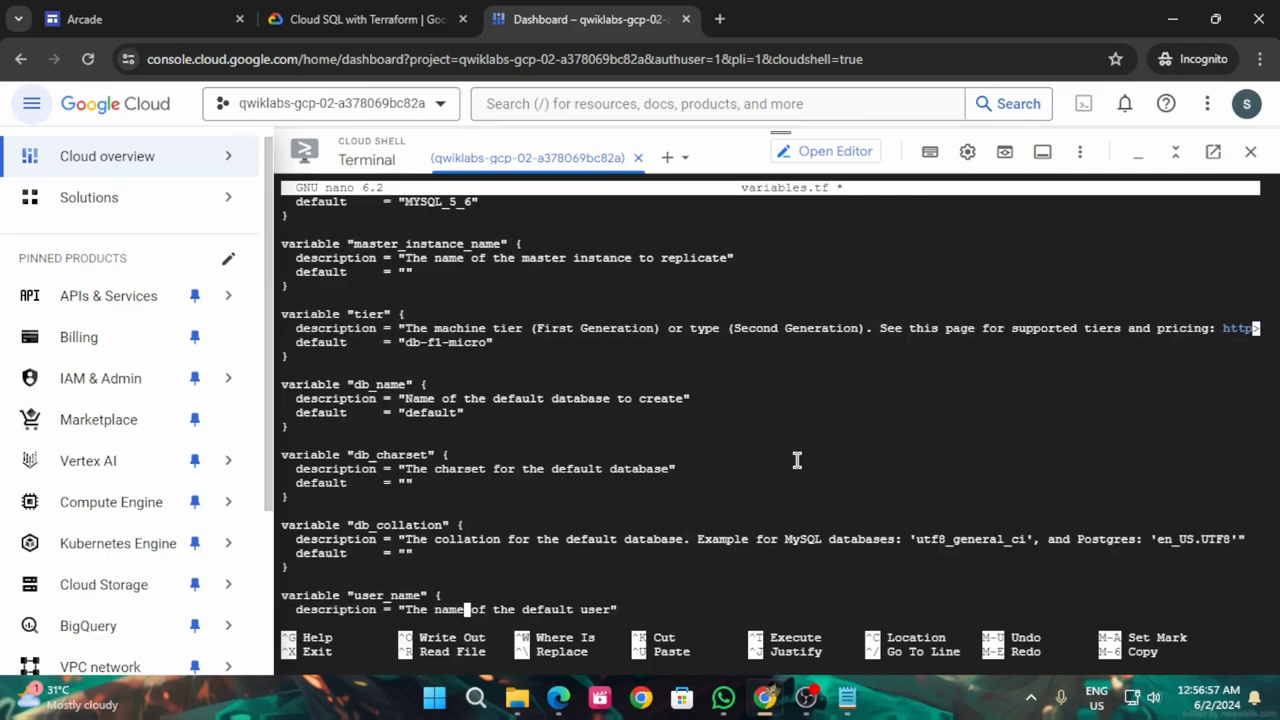 Arcade
Cloud SQL with Terraform | Goo
Dashboard – qwiklabs-gcp-02-
console.cloud.google.com/home/dashboard?project=qwiklabs-gcp-02-a378069bc82a&authuser=1&pli=1&cloudshell=true
Incognito
Google Cloud
qwiklabs-gcp-02-a378069bc82a
Search (/) for resources, docs, products, and more
Search
S
Cloud overview
Solutions
PINNED PRODUCTS
APIs & Services
Billing
IAM & Admin
Marketplace
Vertex AI
Compute Engine
Kubernetes Engine
Cloud Storage
BigQuery
VPC network
CLOUD SHELL
Terminal
(qwiklabs-gcp-02-a378069bc82a)
Open Editor
GNU nano 6.2 variables.tf *
default     = "MYSQL_5_6"
}
variable "master_instance_name" {
description = "The name of the master instance to replicate"
default     = ""
}
variable "tier" {
description = "The machine tier (First Generation) or type (Second Generation). See this page for supported tiers and pricing: http>
default     = "db-f1-micro"
}
variable "db_name" {
description = "Name of the default database to create"
default     = "default"
}
variable "db_charset" {
description = "The charset for the default database"
default     = ""
}
variable "db_collation" {
description = "The collation for the default database. Example for MySQL databases: 'utf8_general_ci', and Postgres: 'en_US.UTF8'"
default     = ""
}
variable "user_name" {
description = "The name of the default user"
^G Help ^O Write Out ^W Where Is ^K Cut ^T Execute ^C Location M-U Undo M-A Set Mark
^X Exit ^R Read File ^\ Replace ^U Paste ^J Justify ^/ Go To Line M-E Redo M-6 Copy
1
31°C
Mostly cloudy
ENG
US
12:56:57 AM
6/2/2024